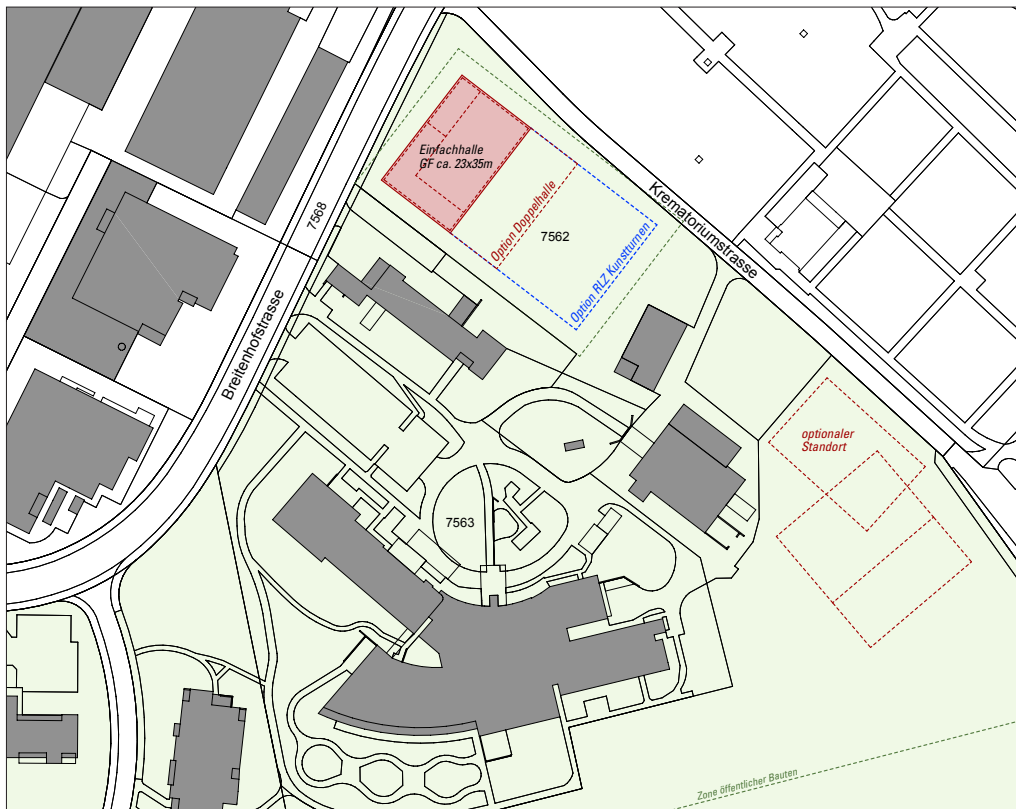 Einfachhalle
GF ca. 23x35m
Option Doppelhalle
7562
Option RLZ Kunstturnen
Krematoriumstrasse
7568
Breitenhofstrasse
optionaler
Standort
7563
Zone öffentlicher Bauten